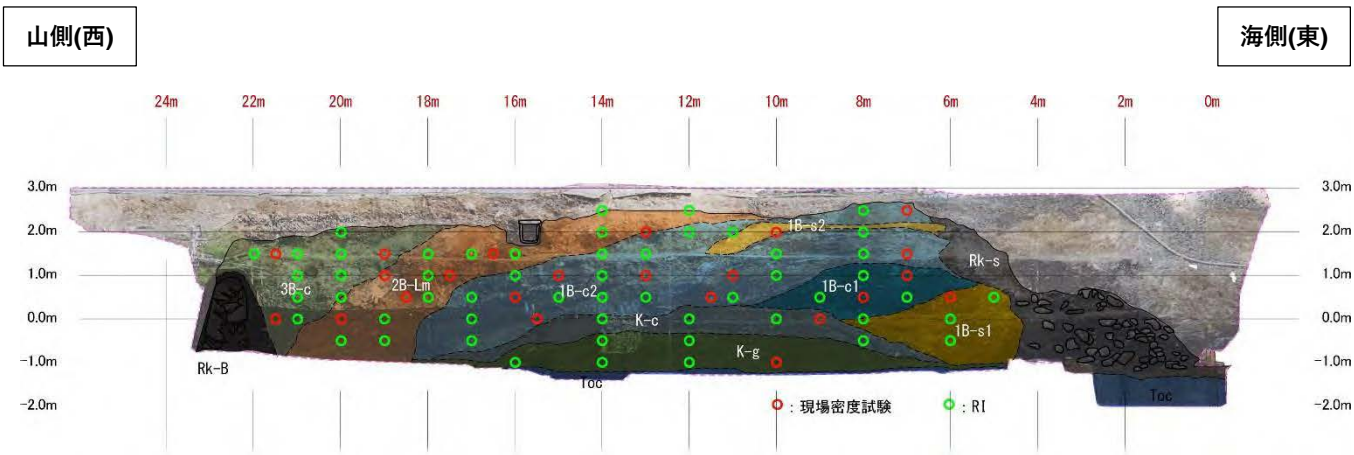 山側(西)
海側(東)
24m 22m 20m 18m 16m 14m 12m 10m 8m 6m 4m 2m 0m
3.0m 3.0m
2.0m 1B-s2 2.0m
Rk-s
1.0m 3B-c 2B-Lm 1B-c2 1B-c1 1.0m
0.0m K-c 1B-s1 0.0m
K-g
-1.0m Rk-B -1.0m
Toc Toc
-2.0m :現場密度試験 :RI -2.0m